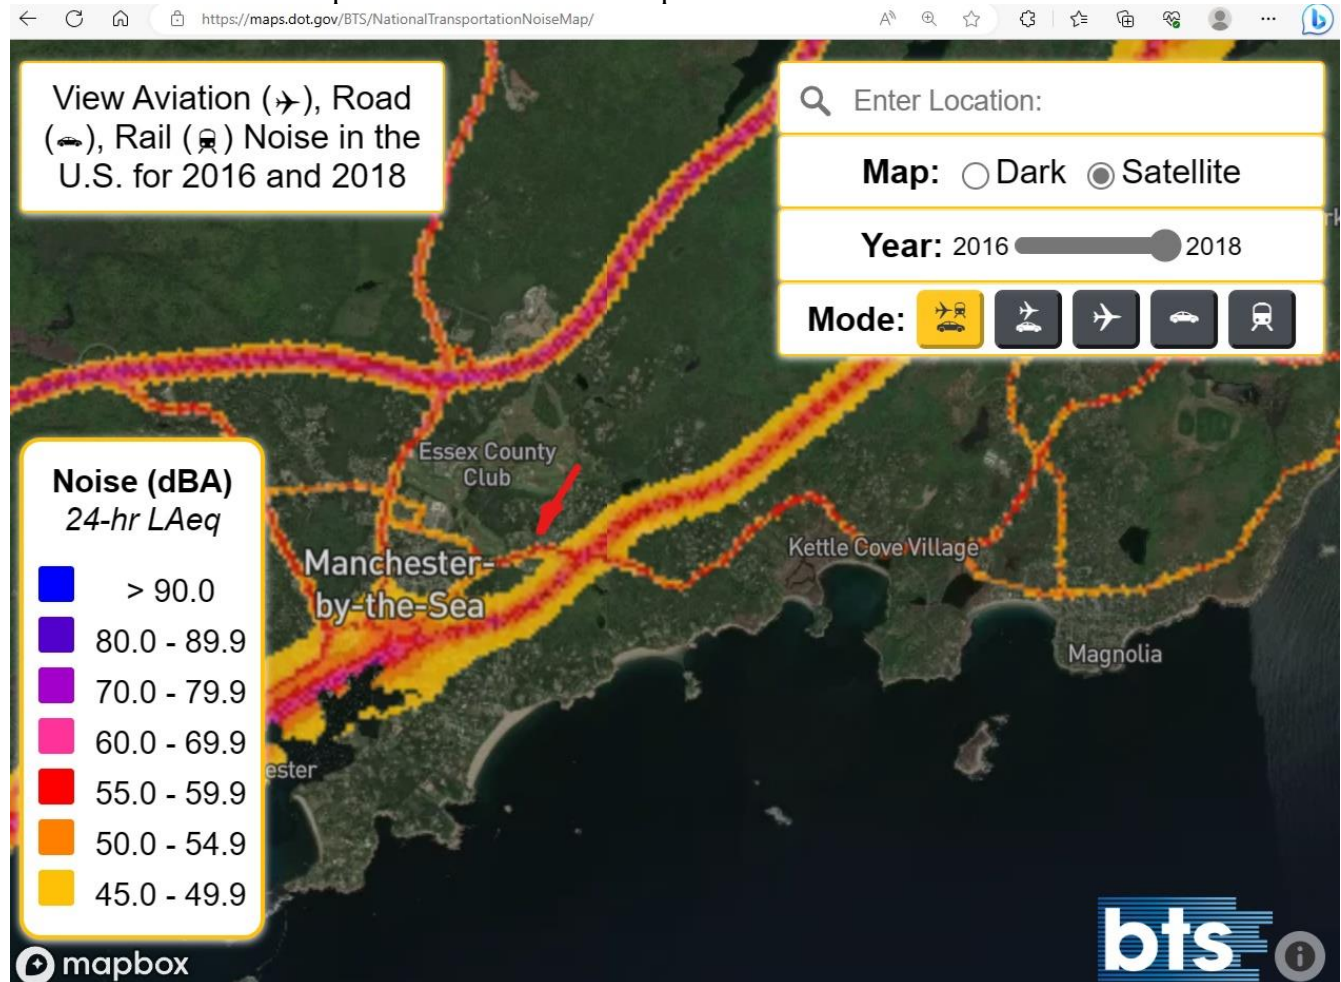 https://maps.dot.gov/BTS/NationalTransportationNoiseMap/
View Aviation (✈), Road
(🚗), Rail (🚆) Noise in the
U.S. for 2016 and 2018
Enter Location:
Map: Dark Satellite
Year: 2016 2018
Mode:
Essex County
Club
Manchester-
by-the-Sea
Kettle Cove Village
Magnolia
Noise (dBA)
24-hr LAeq
> 90.0
80.0 - 89.9
70.0 - 79.9
60.0 - 69.9
55.0 - 59.9
50.0 - 54.9
45.0 - 49.9
ester
mapbox
bts